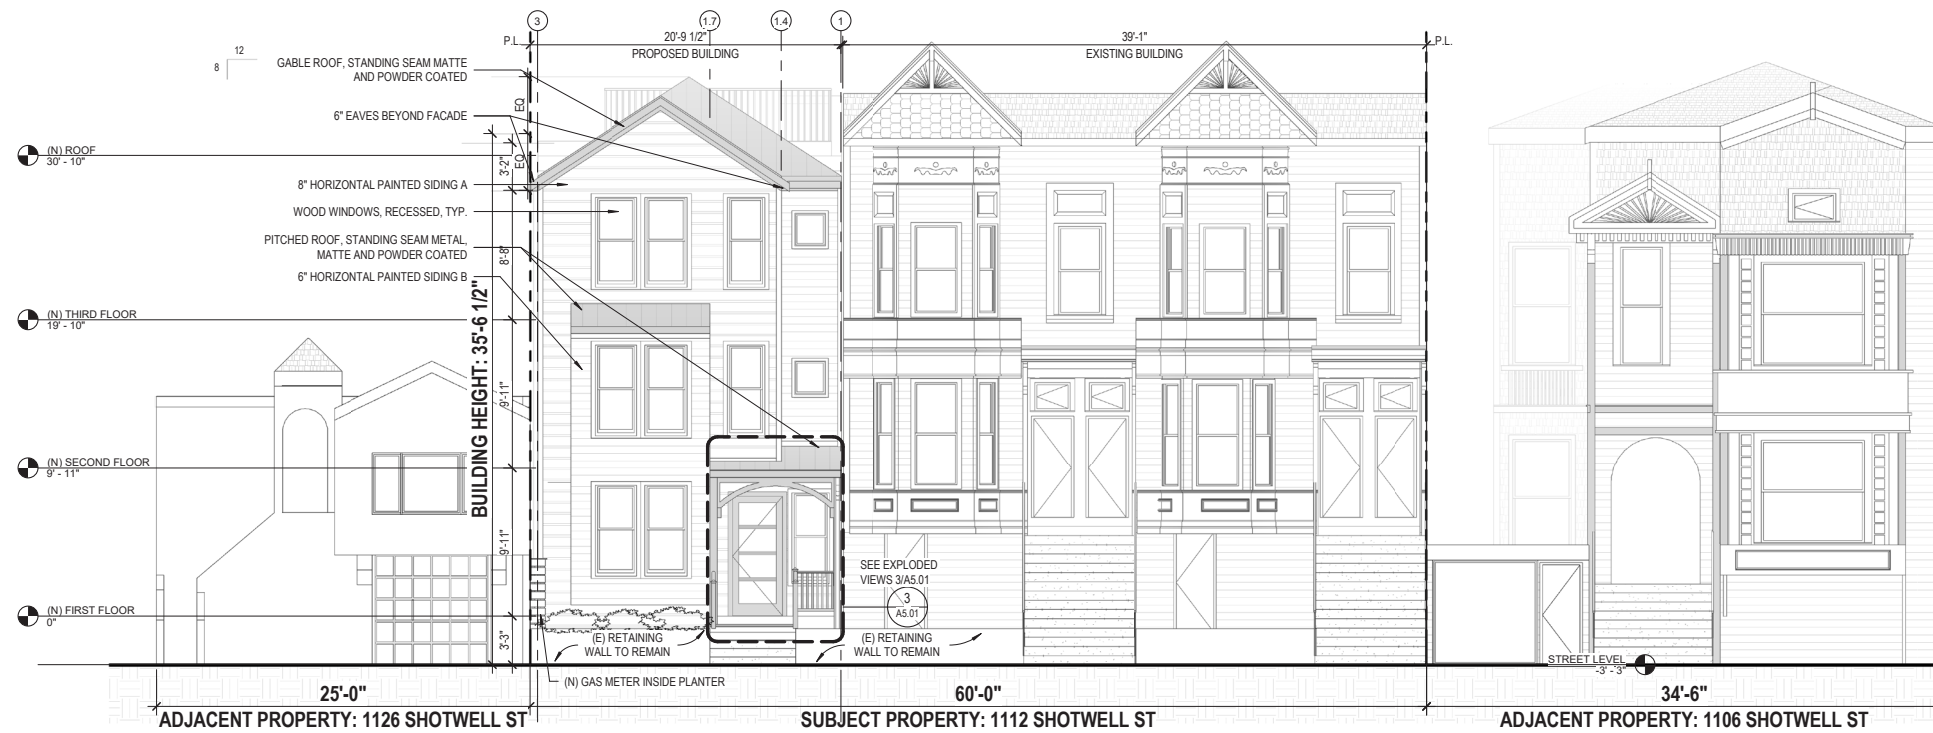 3
1.7
1.4
1
P.L.
20'-9 1/2"
PROPOSED BUILDING
39'-1"
EXISTING BUILDING
P.L.
12
8
GABLE ROOF, STANDING SEAM MATTE
AND POWDER COATED
6" EAVES BEYOND FACADE
EQ
EQ
(N) ROOF
30' - 10"
3'-2"
8" HORIZONTAL PAINTED SIDING A
WOOD WINDOWS, RECESSED, TYP.
PITCHED ROOF, STANDING SEAM METAL,
MATTE AND POWDER COATED
8'-8"
6" HORIZONTAL PAINTED SIDING B
BUILDING HEIGHT: 35'-6 1/2"
(N) THIRD FLOOR
19' - 10"
9'-11"
(N) SECOND FLOOR
9' - 11"
9'-11"
SEE EXPLODED
VIEWS 3/A5.01
3
A5.01
(N) FIRST FLOOR
0"
3'-3"
(E) RETAINING
WALL TO REMAIN
(E) RETAINING
WALL TO REMAIN
STREET LEVEL
-3' - 3"
(N) GAS METER INSIDE PLANTER
25'-0"
60'-0"
34'-6"
ADJACENT PROPERTY: 1126 SHOTWELL ST
SUBJECT PROPERTY: 1112 SHOTWELL ST
ADJACENT PROPERTY: 1106 SHOTWELL ST